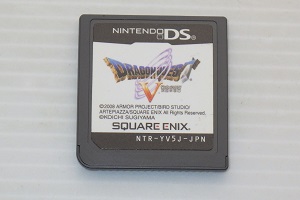 NINTENDO DS
DRAGON QUEST
V
©2008 ARMOR PROJECT/BIRD STUDIO/
ARTEPIAZZA/SQUARE ENIX All Rights Reserved.
©KOICHI SUGIYAMA
SQUARE ENIX
NTR-YV5J-JPN